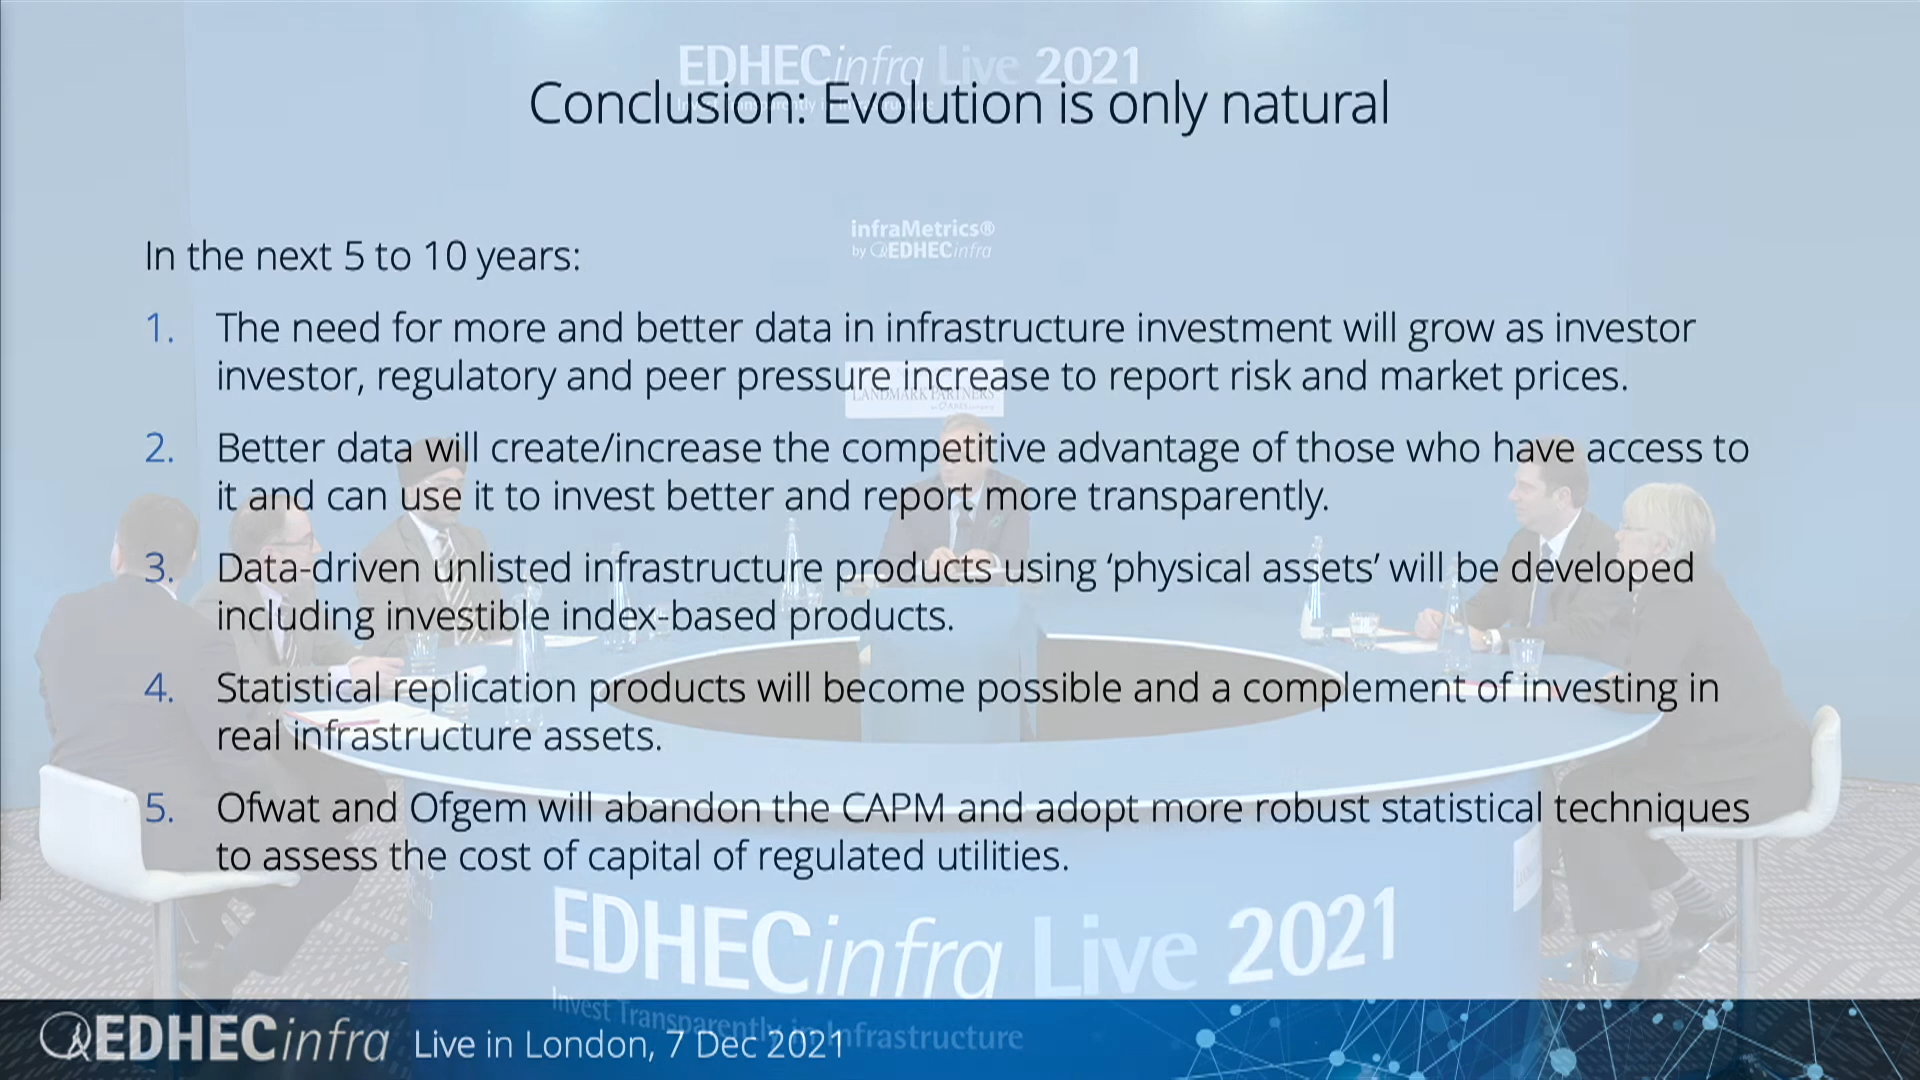 EDHECinfra Live 2021
Conclusion: Evolution is only natural
infraMetrics®
by EDHECinfra
In the next 5 to 10 years:
1. The need for more and better data in infrastructure investment will grow as investor
investor, regulatory and peer pressure increase to report risk and market prices.
LANDMARK PARTNERS
2. Better data will create/increase the competitive advantage of those who have access to
it and can use it to invest better and report more transparently.
3. Data-driven unlisted infrastructure products using ‘physical assets’ will be developed
including investible index-based products.
4. Statistical replication products will become possible and a complement of investing in
real infrastructure assets.
5. Ofwat and Ofgem will abandon the CAPM and adopt more robust statistical techniques
to assess the cost of capital of regulated utilities.
EDHECinfra Live 2021
Invest Transparently in Infrastructure
EDHECinfra Live in London, 7 Dec 2021